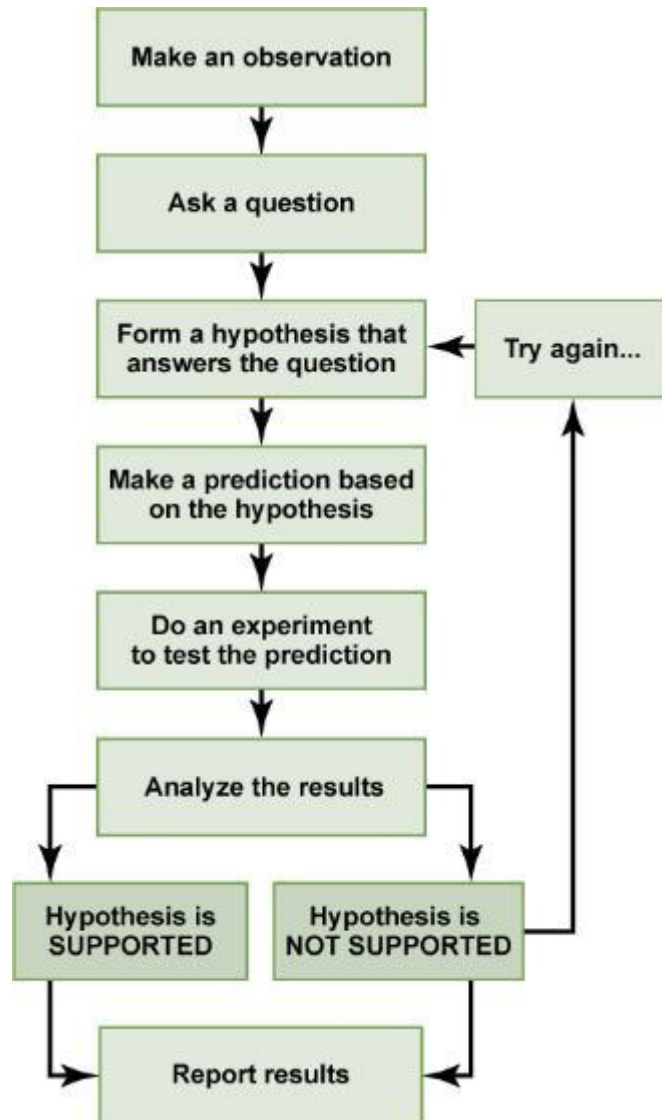 Make an observation
Ask a question
Form a hypothesis that
answers the question
Try again...
Make a prediction based
on the hypothesis
Do an experiment
to test the prediction
Analyze the results
Hypothesis is
SUPPORTED
Hypothesis is
NOT SUPPORTED
Report results